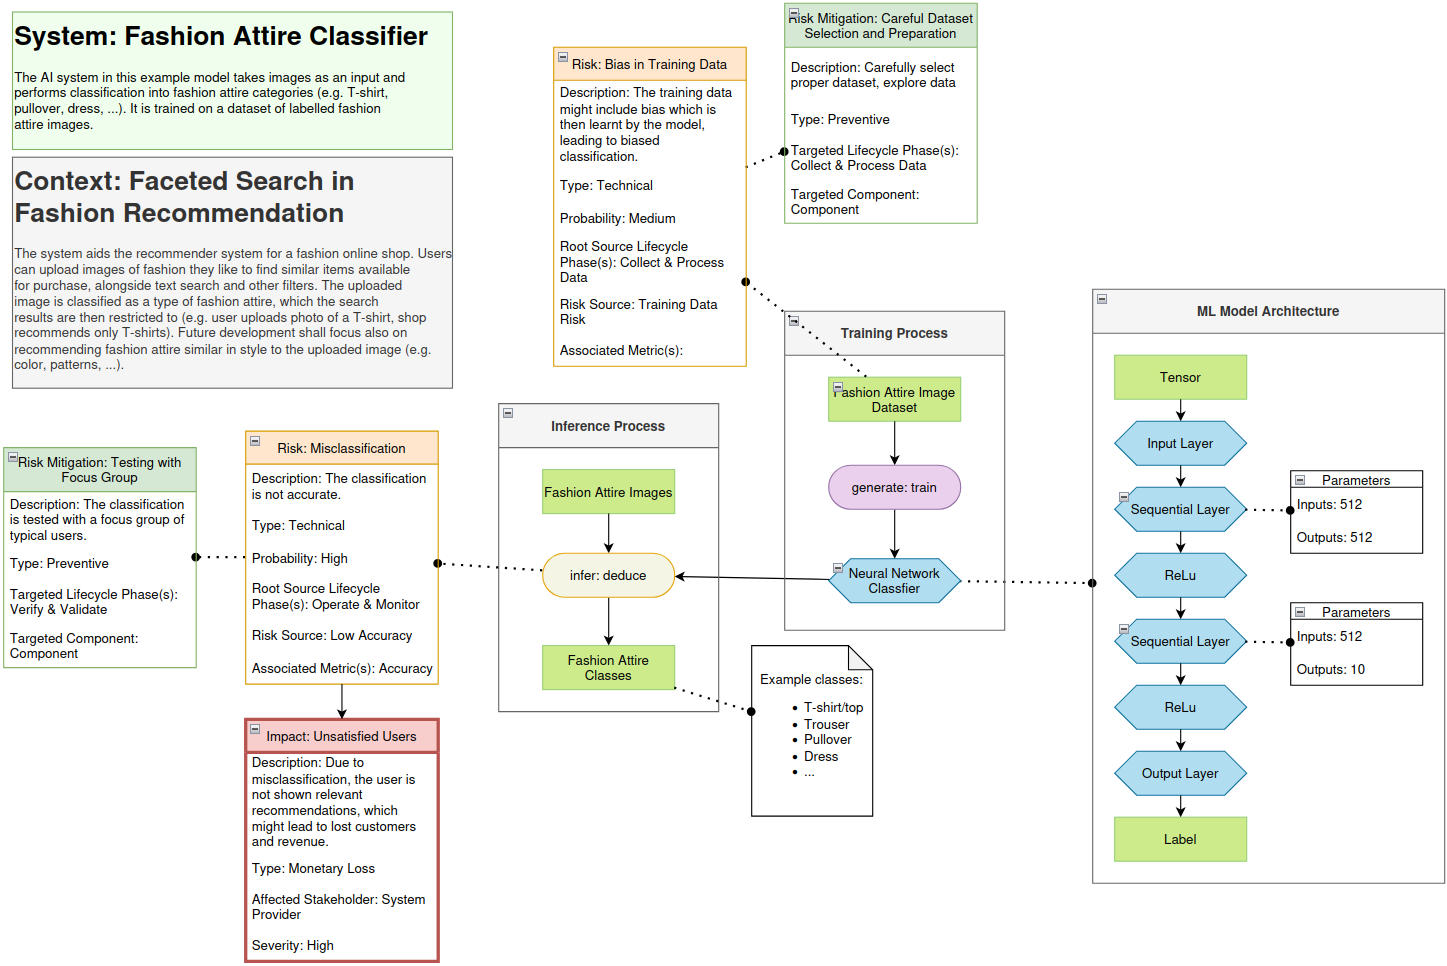 System: Fashion Attire Classifier
The AI system in this example model takes images as an input and
performs classification into fashion attire categories (e.g. T-shirt,
pullover, dress, ...). It is trained on a dataset of labelled fashion
attire images.
Context: Faceted Search in
Fashion Recommendation
The system aids the recommender system for a fashion online shop. Users
can upload images of fashion they like to find similar items available
for purchase, alongside text search and other filters. The uploaded
image is classified as a type of fashion attire, which the search
results are then restricted to (e.g. user uploads photo of a T-shirt, shop
recommends only T-shirts). Future development shall focus also on
recommending fashion attire similar in style to the uploaded image (e.g.
color, patterns, ...).
Risk: Bias in Training Data
Description: The training data
might include bias which is
then learnt by the model,
leading to biased
classification.
Type: Technical
Probability: Medium
Root Source Lifecycle
Phase(s): Collect & Process
Data
Risk Source: Training Data
Risk
Associated Metric(s):
Risk Mitigation: Careful Dataset
Selection and Preparation
Description: Carefully select
proper dataset, explore data
Type: Preventive
Targeted Lifecycle Phase(s):
Collect & Process Data
Targeted Component:
Component
Risk Mitigation: Testing with
Focus Group
Description: The classification
is tested with a focus group of
typical users.
Type: Preventive
Targeted Lifecycle Phase(s):
Verify & Validate
Targeted Component:
Component
Risk: Misclassification
Description: The classification
is not accurate.
Type: Technical
Probability: High
Root Source Lifecycle
Phase(s): Operate & Monitor
Risk Source: Low Accuracy
Associated Metric(s): Accuracy
Impact: Unsatisfied Users
Description: Due to
misclassification, the user is
not shown relevant
recommendations, which
might lead to lost customers
and revenue.
Type: Monetary Loss
Affected Stakeholder: System
Provider
Severity: High
Inference Process
Fashion Attire Images
infer: deduce
Fashion Attire
Classes
Training Process
Fashion Attire Image
Dataset
generate: train
Neural Network
Classfier
Example classes:
• T-shirt/top
• Trouser
• Pullover
• Dress
• ...
ML Model Architecture
Tensor
Input Layer
Sequential Layer
Parameters
Inputs: 512
Outputs: 512
ReLu
Sequential Layer
Parameters
Inputs: 512
Outputs: 10
ReLu
Output Layer
Label